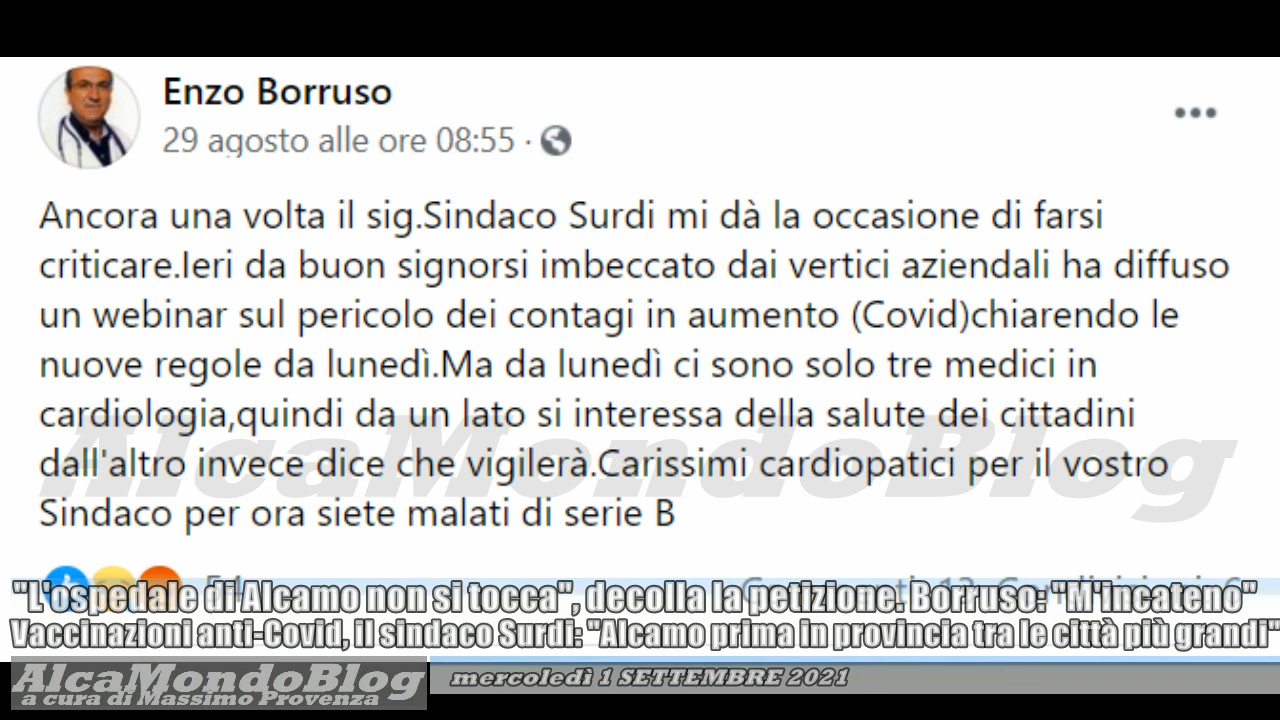 Enzo Borruso
29 agosto alle ore 08:55 ·
Ancora una volta il sig.Sindaco Surdi mi dà la occasione di farsi
criticare.Ieri da buon signorsi imbeccato dai vertici aziendali ha diffuso
un webinar sul pericolo dei contagi in aumento (Covid)chiarendo le
nuove regole da lunedì.Ma da lunedì ci sono solo tre medici in
cardiologia,quindi da un lato si interessa della salute dei cittadini
dall'altro invece dice che vigilerà.Carissimi cardiopatici per il vostro
AlcaMondoBlog
Sindaco per ora siete malati di serie B
"L'ospedale di Alcamo non si tocca", decolla la petizione. Borruso: "M'incateno"
Vaccinazioni anti-Covid, il sindaco Surdi: "Alcamo prima in provincia tra le città più grandi"
AlcaMondoBlog
a cura di Massimo Provenza
mercoledì 1 SETTEMBRE 2021